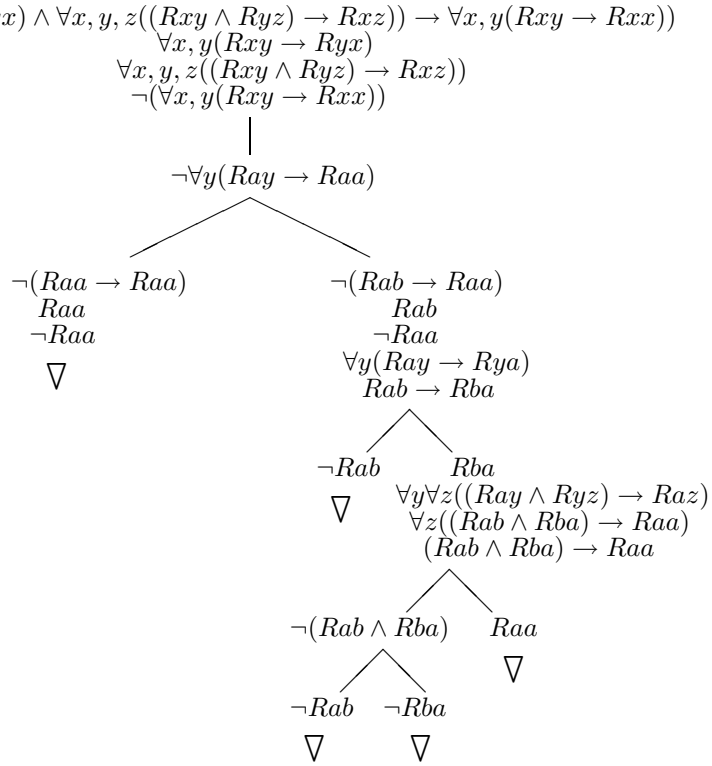 x) ∧ ∀x, y, z((Rxy ∧ Ryz) → Rxz)) → ∀x, y(Rxy → Rxx))
∀x, y(Rxy → Ryx)
∀x, y, z((Rxy ∧ Ryz) → Rxz))
¬(∀x, y(Rxy → Rxx))
¬∀y(Ray → Raa)
¬(Raa → Raa) ¬(Rab → Raa)
Raa Rab
¬Raa ¬Raa
∀y(Ray → Rya)
Rab → Rba
¬Rab Rba
∀y∀z((Ray ∧ Ryz) → Raz)
∀z((Rab ∧ Rba) → Raa)
(Rab ∧ Rba) → Raa
¬(Rab ∧ Rba) Raa
¬Rab ¬Rba